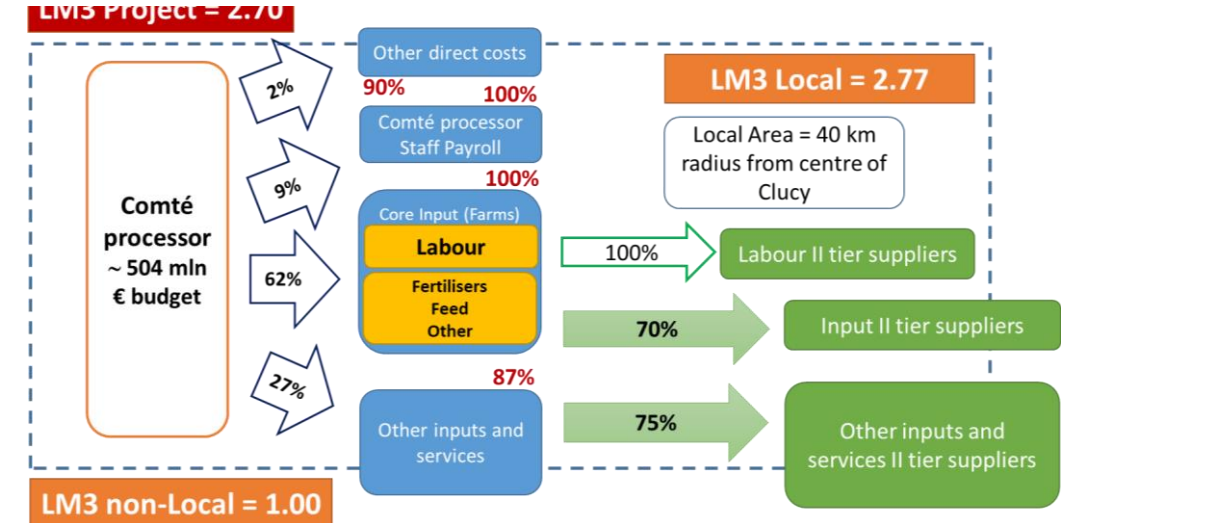 LM3 Project = 2.70
Other direct costs
2%
90%
100%
LM3 Local = 2.77
Comté processor
Staff Payroll
Local Area = 40 km
radius from centre of
Clucy
9%
100%
Comté
processor
~ 504 mln
€ budget
Core Input (Farms)
Labour
100%
Labour II tier suppliers
62%
Fertilisers
Feed
Other
70%
Input II tier suppliers
27%
87%
Other inputs and
services
75%
Other inputs and
services II tier suppliers
LM3 non-Local = 1.00